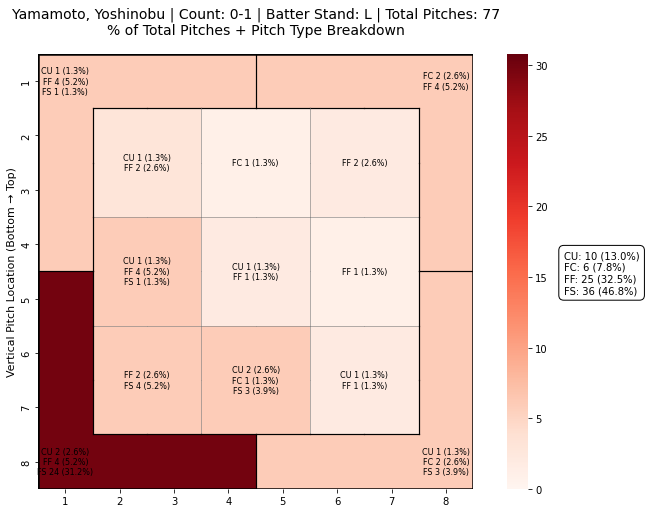 Yamamoto, Yoshinobu | Count: 0-1 | Batter Stand: L | Total Pitches: 77
% of Total Pitches + Pitch Type Breakdown
Vertical Pitch Location (Bottom → Top)
1
2
3
4
5
6
7
8
CU 1 (1.3%)
FF 4 (5.2%)
FS 1 (1.3%)
FC 2 (2.6%)
FF 4 (5.2%)
CU 1 (1.3%)
FF 2 (2.6%)
FC 1 (1.3%)
FF 2 (2.6%)
CU 1 (1.3%)
FF 4 (5.2%)
FS 1 (1.3%)
CU 1 (1.3%)
FF 1 (1.3%)
FF 1 (1.3%)
FF 2 (2.6%)
FS 4 (5.2%)
CU 2 (2.6%)
FC 1 (1.3%)
FS 3 (3.9%)
CU 1 (1.3%)
FF 1 (1.3%)
CU 2 (2.6%)
FF 4 (5.2%)
FS 24 (31.2%)
CU 1 (1.3%)
FC 2 (2.6%)
FS 3 (3.9%)
1 2 3 4 5 6 7 8
30
25
20
15
10
5
0
CU: 10 (13.0%)
FC: 6 (7.8%)
FF: 25 (32.5%)
FS: 36 (46.8%)